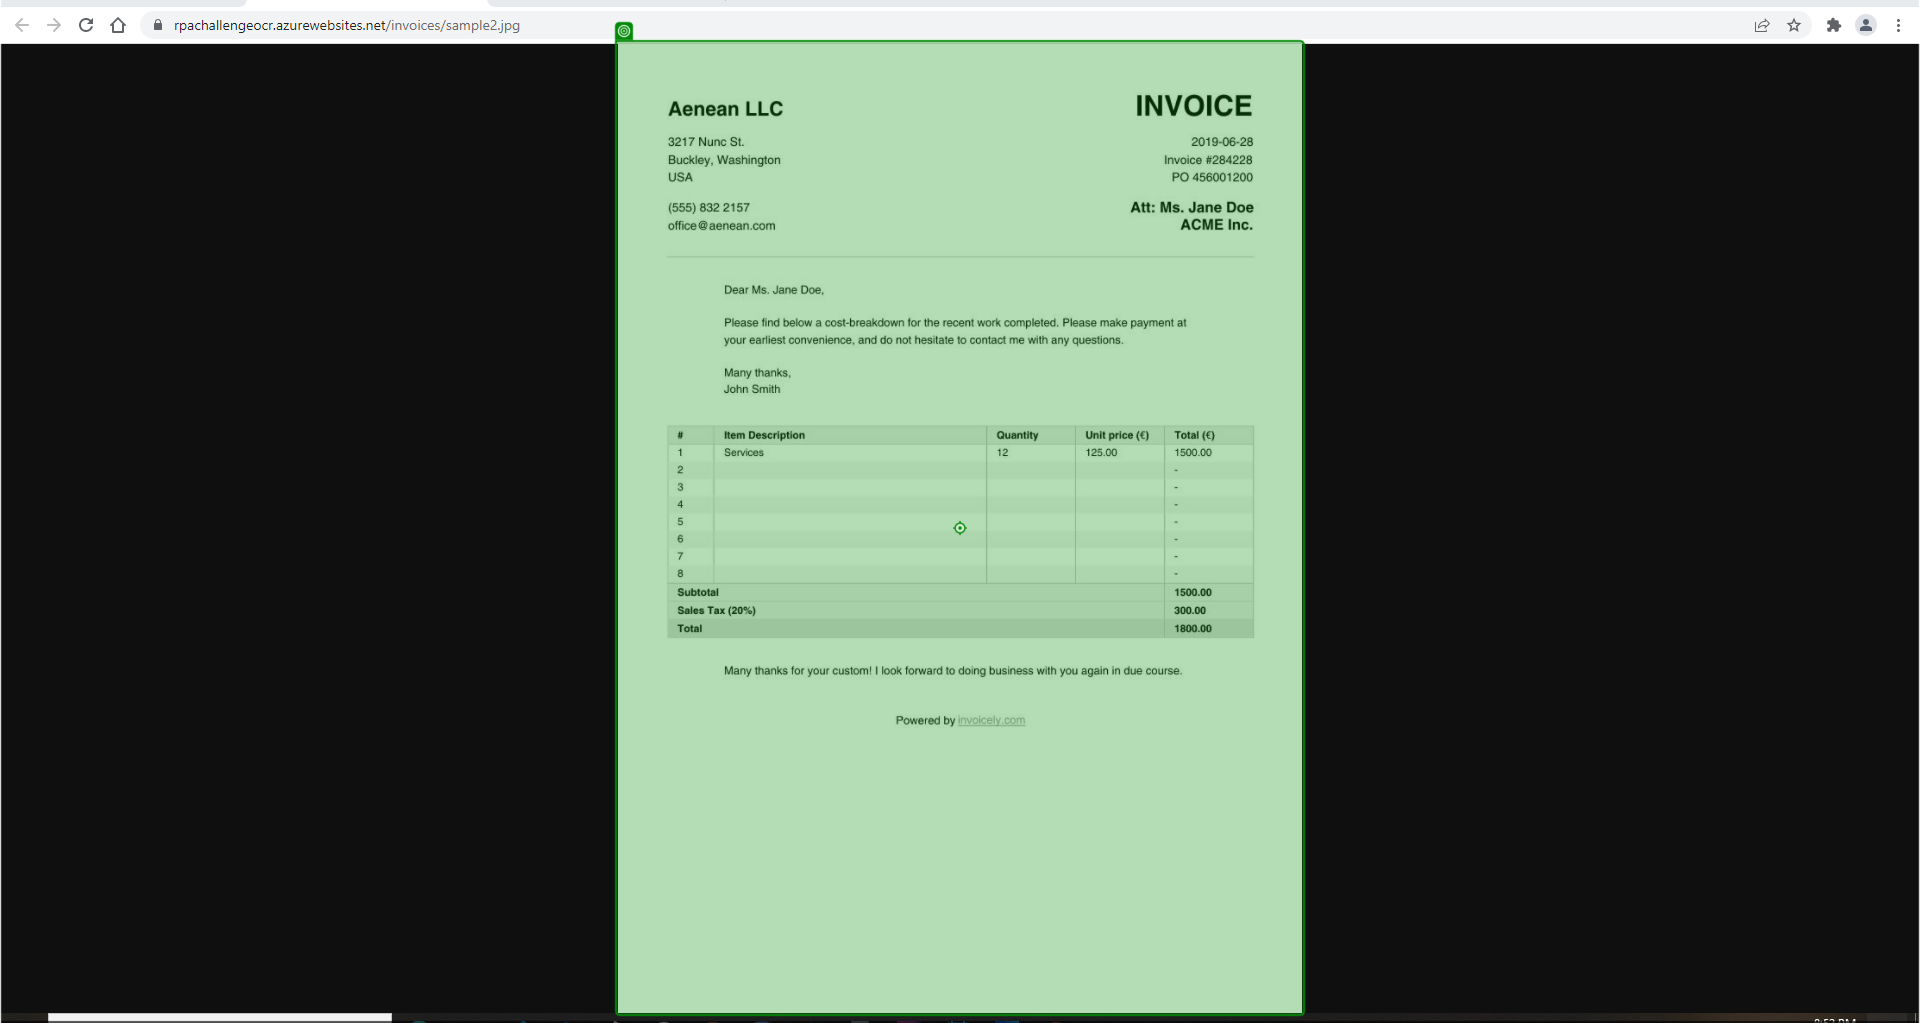 rpachallengeocr.azurewebsites.net/invoices/sample2.jpg
Aenean LLC
INVOICE
3217 Nunc St.
2019-06-28
Buckley, Washington
Invoice #284228
USA
PO 456001200
(555) 832 2157
Att: Ms. Jane Doe
office@aenean.com
ACME Inc.
Dear Ms. Jane Doe,
Please find below a cost-breakdown for the recent work completed. Please make payment at
your earliest convenience, and do not hesitate to contact me with any questions.
Many thanks,
John Smith
# Item Description Quantity Unit price (€) Total (€)
1 Services 12 125.00 1500.00
2 -
3 -
4 -
5 -
6 -
7 -
8 -
Subtotal 1500.00
Sales Tax (20%) 300.00
Total 1800.00
Many thanks for your custom! I look forward to doing business with you again in due course.
Powered by invoicely.com